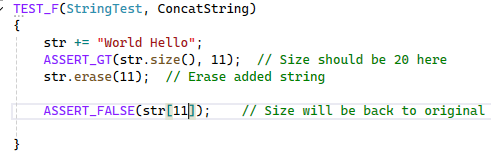 TEST_F(StringTest, ConcatString)
{
    str += "World Hello";
    ASSERT_GT(str.size(), 11);  // Size should be 20 here
    str.erase(11);  // Erase added string
    ASSERT_FALSE(str[11]);    // Size will be back to original
}